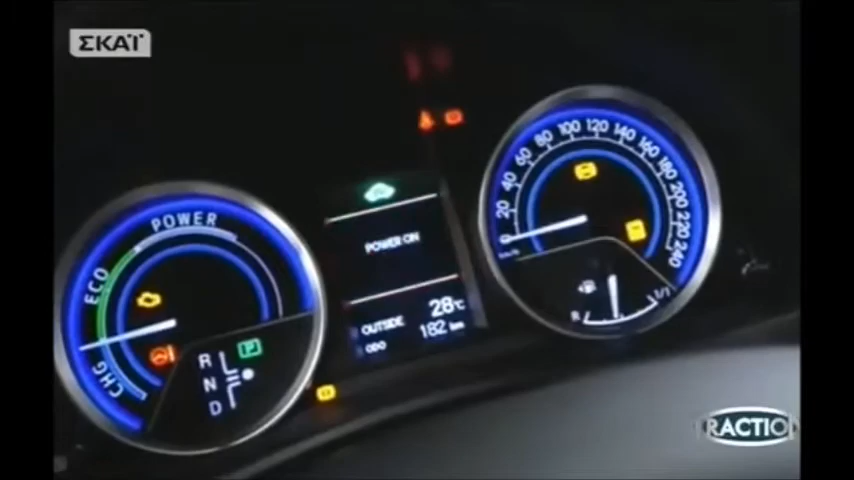 ΣΚΑΪ
POWER
ECO
CHG
R
N
D
P
POWER ON
OUTSIDE 28°C
ODO 182 km
20 40 60 80 100 120 140 160 180 200 220 240
km/h
R 1/1
RACTIO